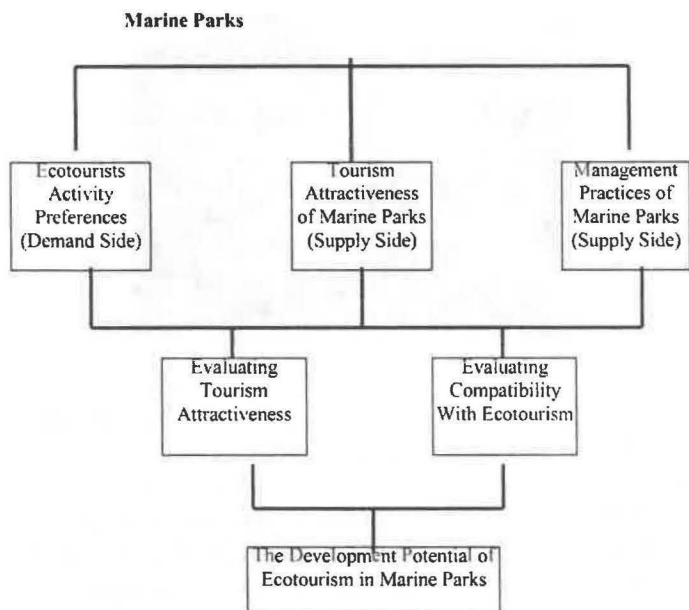 Marine Parks
Ecotourists
Activity
Preferences
(Demand Side)
Tourism
Attractiveness
of Marine Parks
(Supply Side)
Management
Practices of
Marine Parks
(Supply Side)
Evaluating
Tourism
Attractiveness
Evaluating
Compatibility
With Ecotourism
The Development Potential of
Ecotourism in Marine Parks